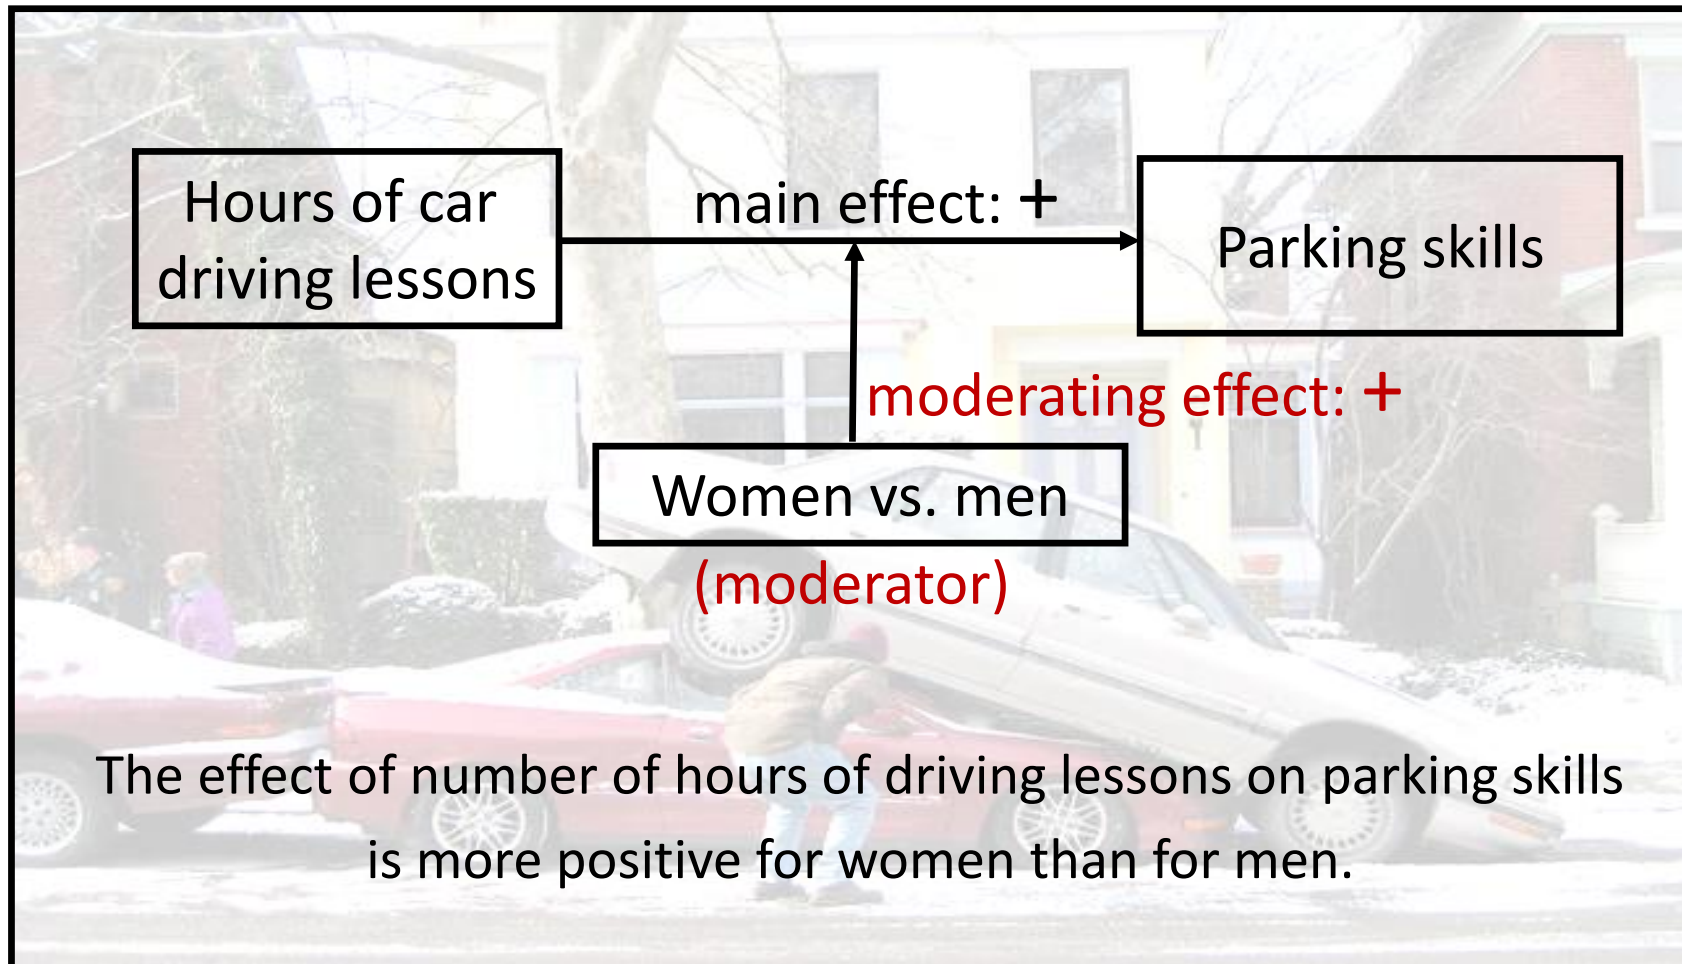 Hours of car
driving lessons
main effect: +
Parking skills
moderating effect: +
Women vs. men
(moderator)
The effect of number of hours of driving lessons on parking skills
is more positive for women than for men.